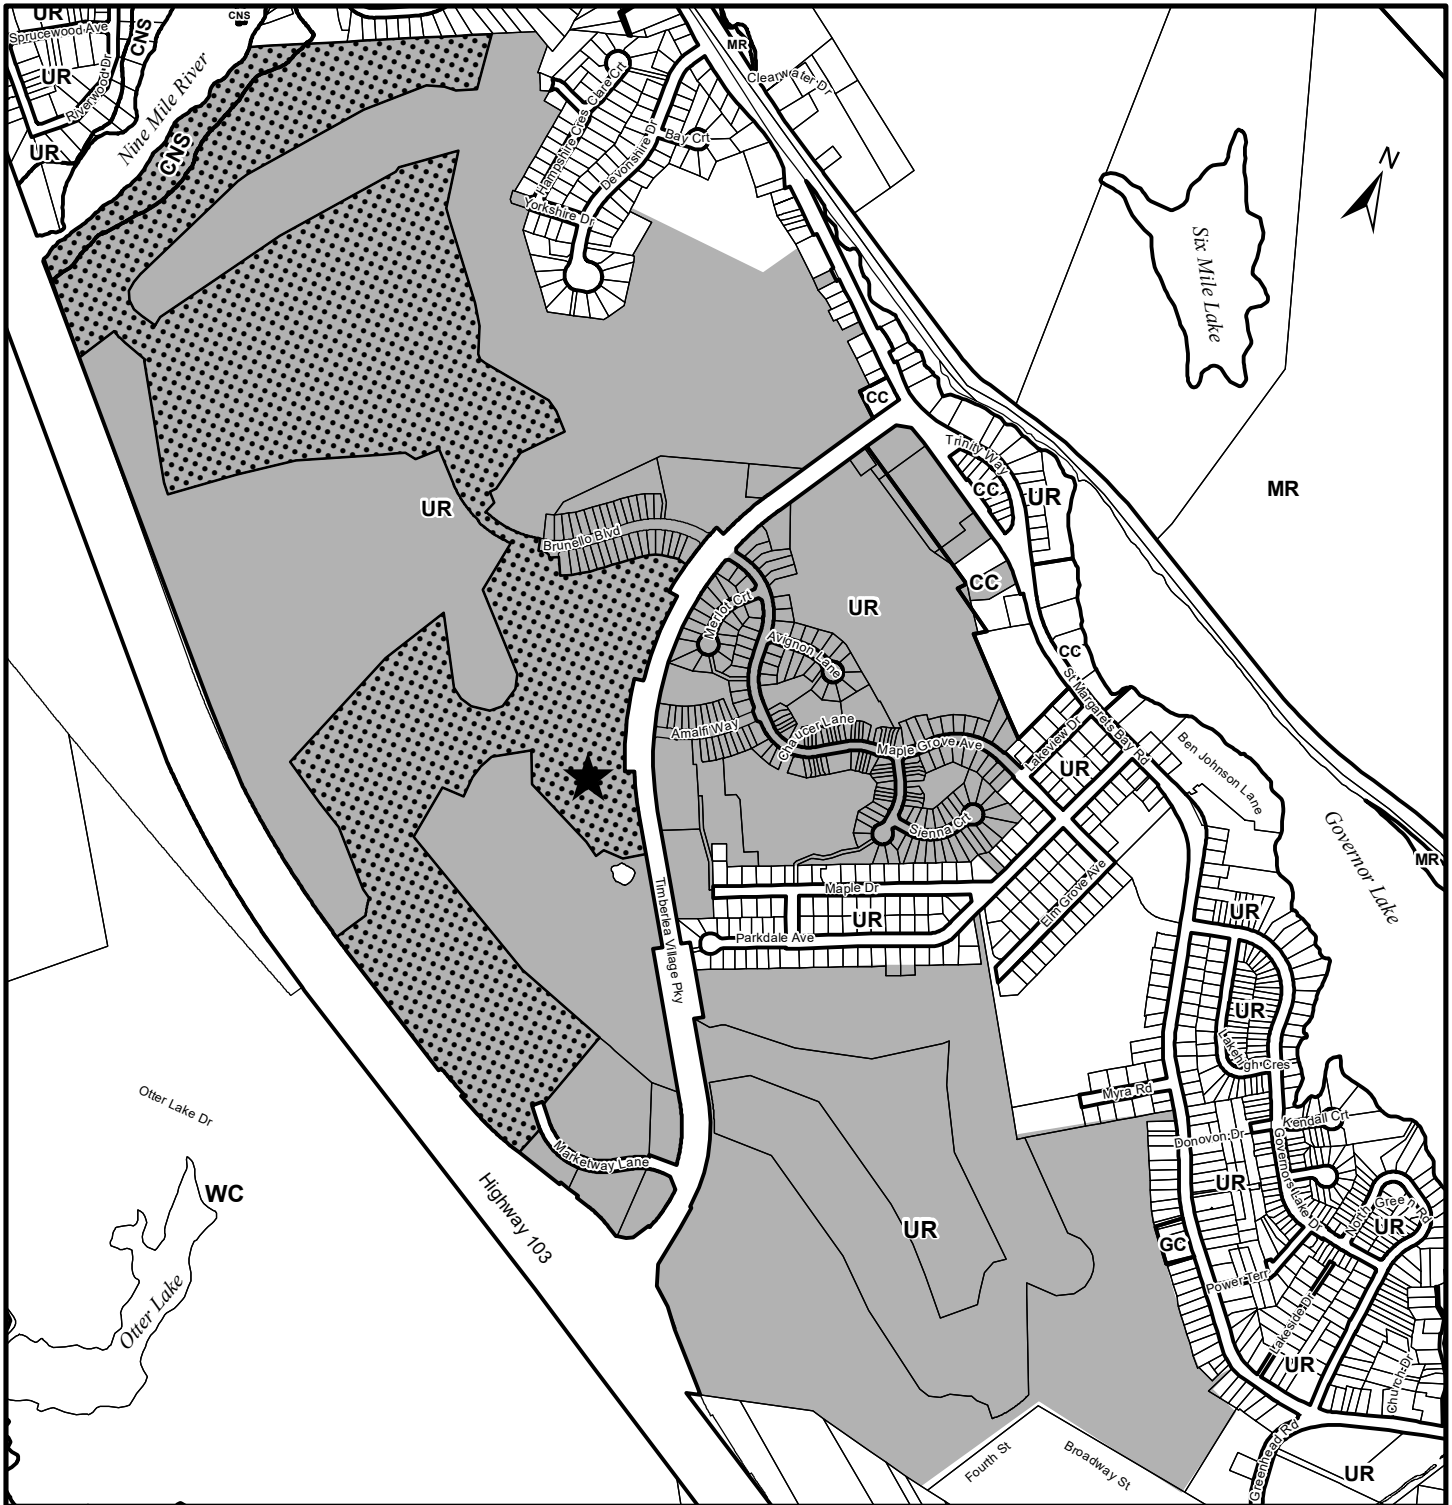 UR
Sprucewood Ave
CNS
CNS
UR
Riverwood Dr
Nine Mile River
UR
CNS
MR
Clearwater Dr
Clare Crt
Hampshire Cres
Devonshire Dr
Bay Crt
Yorkshire Dr
N
Six Mile Lake
CC
Trinity Way
CC
UR
MR
UR
Brunello Blvd
CC
UR
Merlot Crt
Avignon Lane
CC
St Margarets Bay Rd
Amalfi Way
Chaucer Lane
Maple Grove Ave
Lakeview Dr
UR
Ben Johnson Lane
Sienna Crt
Governor Lake
MR
Timberlea Village Pky
Maple Dr
UR
Parkdale Ave
Elm Grove Ave
UR
UR
Lakehigh Cres
Otter Lake Dr
Myra Rd
Donovon Dr
Kendall Crt
Governors Lake Dr
Marketway Lane
WC
Highway 103
UR
UR
North Green Rd
UR
GC
Power Terr
Otter Lake
Lakeside Dr
UR
Church Dr
Greenhead Rd
Fourth St
Broadway St
UR